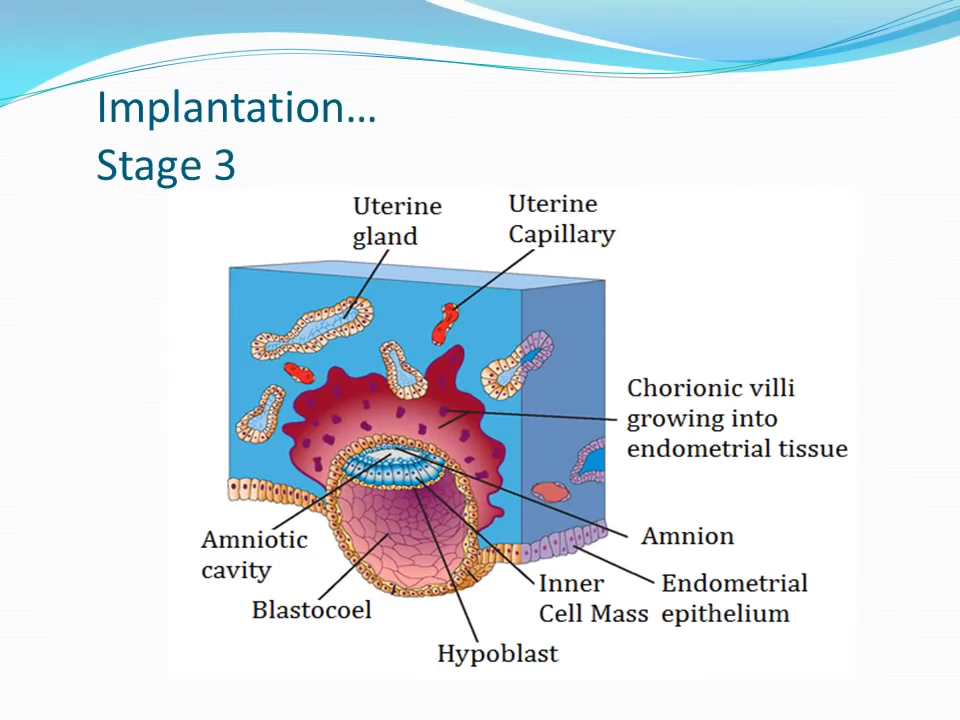 Implantation…
Stage 3
Uterine
gland
Uterine
Capillary
Chorionic villi
growing into
endometrial tissue
Amniotic
cavity
Amnion
Blastocoel
Inner
Cell Mass
Endometrial
epithelium
Hypoblast